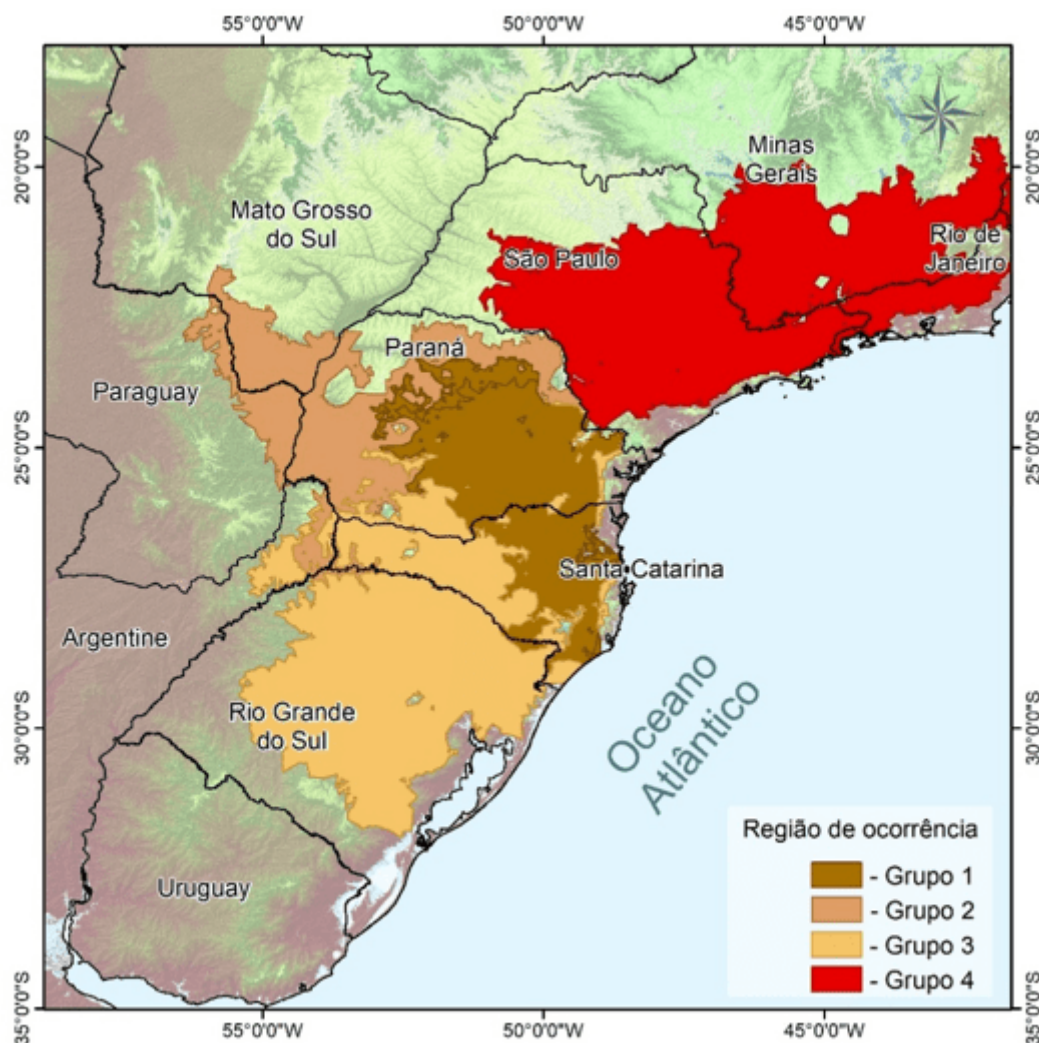 55°0'0"W 50°0'0"W 45°0'0"W
20°0'0"S
20°0'0"S
25°0'0"S
25°0'0"S
30°0'0"S
30°0'0"S
35°0'0"S
35°0'0"S
Minas
Gerais
Mato Grosso
do Sul
São Paulo
Rio de
Janeiro
Paraná
Paraguay
Santa Catarina
Argentine
Rio Grande
do Sul
Oceano
Atlântico
Uruguay
Região de ocorrência
- Grupo 1
- Grupo 2
- Grupo 3
- Grupo 4
55°0'0"W 50°0'0"W 45°0'0"W